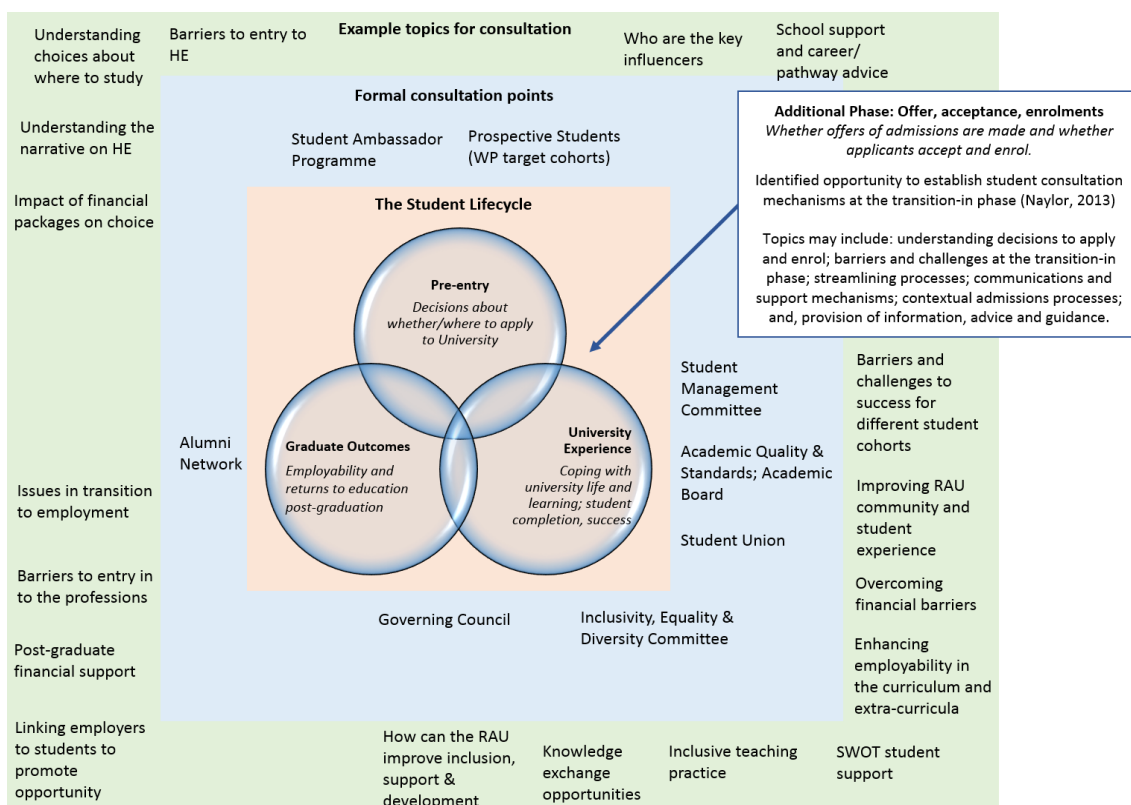 Example topics for consultation
Understanding
choices about
where to study
Barriers to entry to
HE
Who are the key
influencers
School support
and career/
pathway advice
Understanding the
narrative on HE
Impact of financial
packages on choice
Formal consultation points
Student Ambassador
Programme
Prospective Students
(WP target cohorts)
Additional Phase: Offer, acceptance, enrolments
Whether offers of admissions are made and whether
applicants accept and enrol.
Identified opportunity to establish student consultation
mechanisms at the transition-in phase (Naylor, 2013)
Topics may include: understanding decisions to apply
and enrol; barriers and challenges at the transition-in
phase; streamlining processes; communications and
support mechanisms; contextual admissions processes;
and, provision of information, advice and guidance.
The Student Lifecycle
Pre-entry
Decisions about
whether/where to apply
to University
Graduate Outcomes
Employability and
returns to education
post-graduation
University
Experience
Coping with
university life and
learning; student
completion, success
Alumni
Network
Student
Management
Committee
Academic Quality &
Standards; Academic
Board
Student Union
Governing Council
Inclusivity, Equality &
Diversity Committee
Barriers and
challenges to
success for
different student
cohorts
Improving RAU
community and
student
experience
Overcoming
financial barriers
Enhancing
employability in
the curriculum and
extra-curricula
Issues in transition
to employment
Barriers to entry in
to the professions
Post-graduate
financial support
Linking employers
to students to
promote
opportunity
How can the RAU
improve inclusion,
support &
development
Knowledge
exchange
opportunities
Inclusive teaching
practice
SWOT student
support